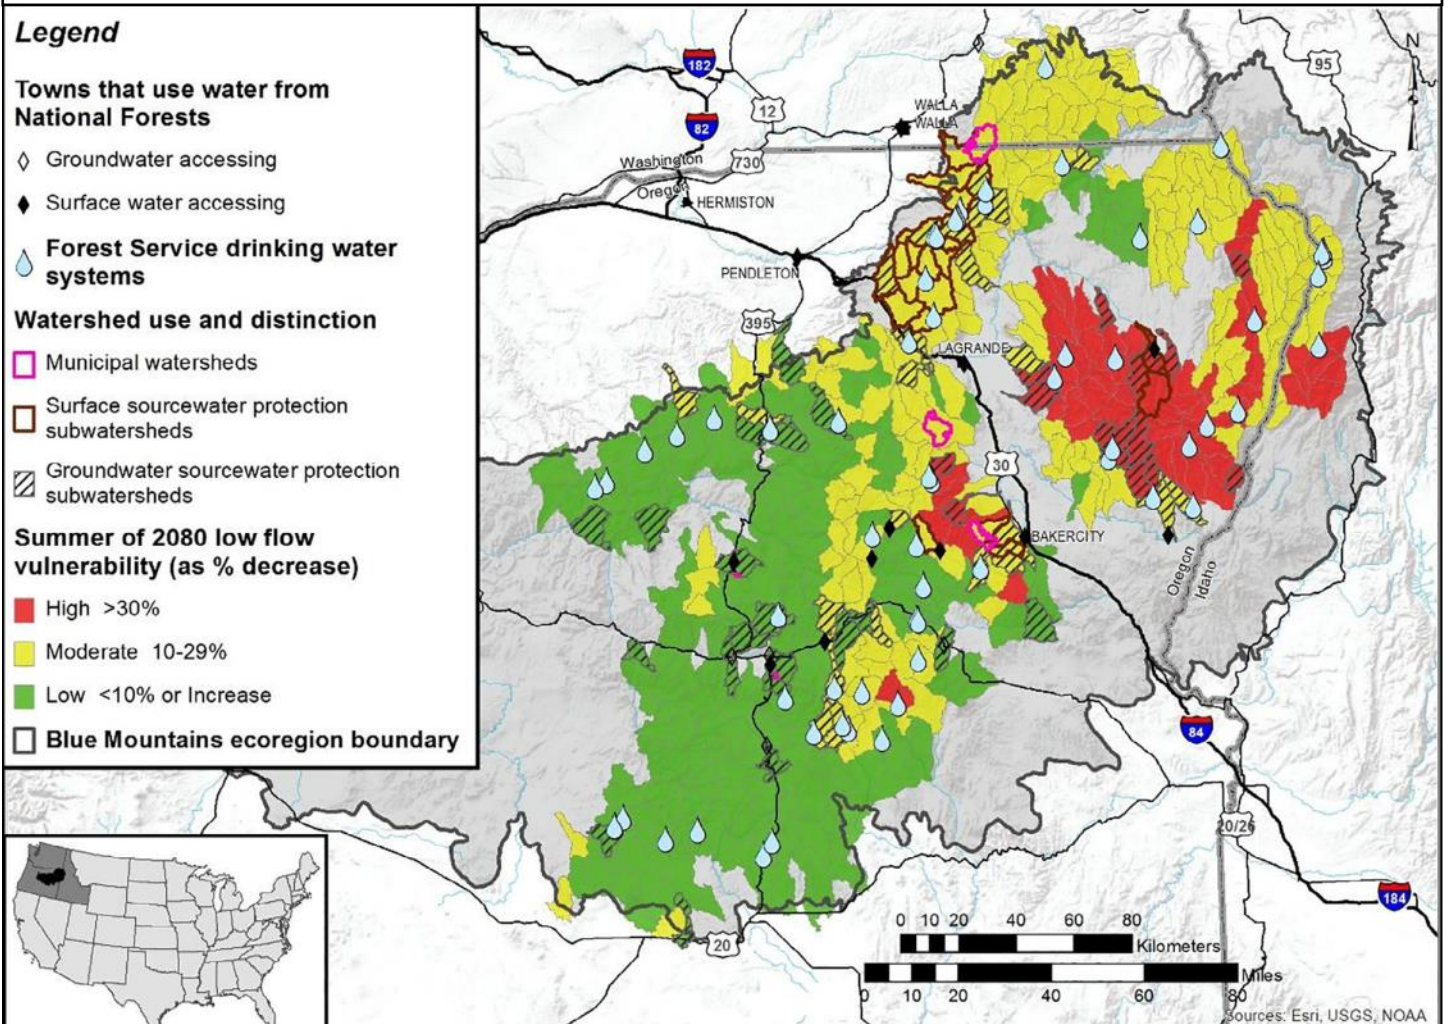 Legend
Towns that use water from
National Forests
Groundwater accessing
Surface water accessing
Forest Service drinking water
systems
Watershed use and distinction
Municipal watersheds
Surface sourcewater protection
subwatersheds
Groundwater sourcewater protection
subwatersheds
Summer of 2080 low flow
vulnerability (as % decrease)
High >30%
Moderate 10-29%
Low <10% or Increase
Blue Mountains ecoregion boundary
182
82
12
730
95
N
WALLA
WALLA
Washington
Oregon
HERMISTON
PENDLETON
395
LAGRANDE
30
BAKERCITY
Oregon
Idaho
84
20/26
184
20
0 10 20 40 60 80
Kilometers
Miles
0 10 20 40 60 80
Sources: Esri, USGS, NOAA